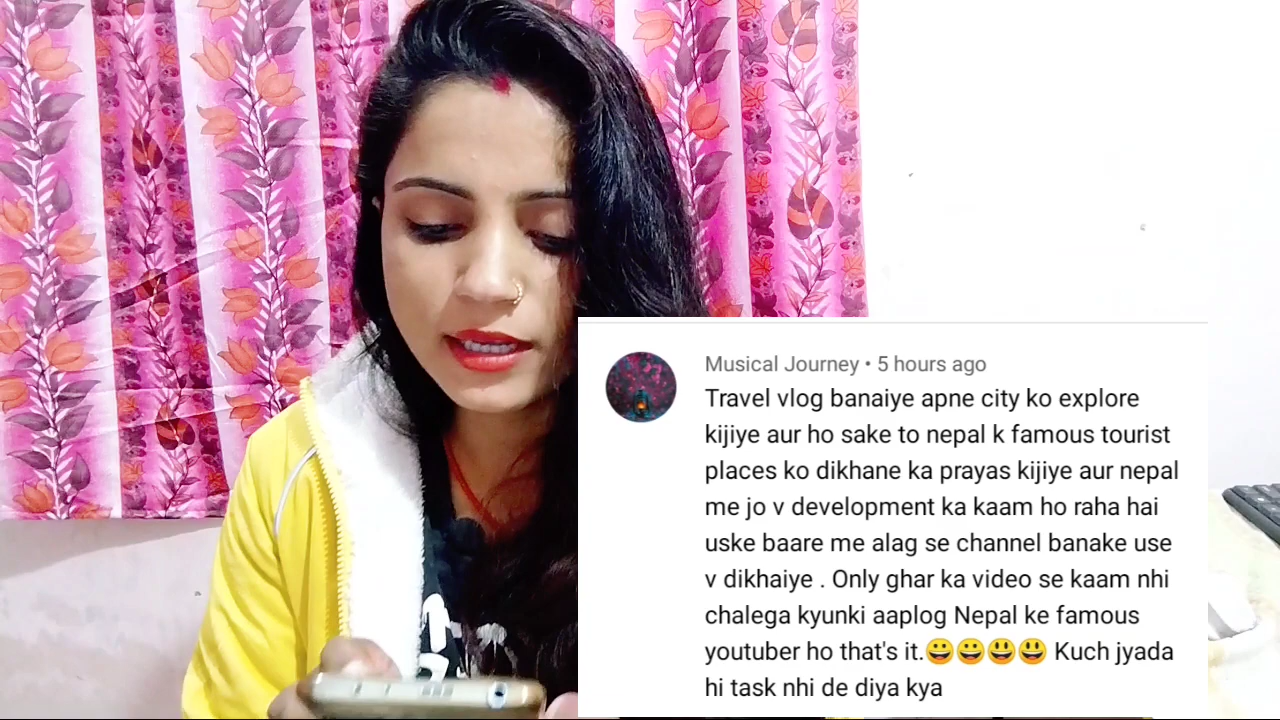 Musical Journey • 5 hours ago
Travel vlog banaiye apne city ko explore
kijiye aur ho sake to nepal k famous tourist
places ko dikhane ka prayas kijiye aur nepal
me jo v development ka kaam ho raha hai
uske baare me alag se channel banake use
v dikhaiye . Only ghar ka video se kaam nhi
chalega kyunki aaplog Nepal ke famous
youtuber ho that's it.😀😀😃😃 Kuch jyada
hi task nhi de diya kya